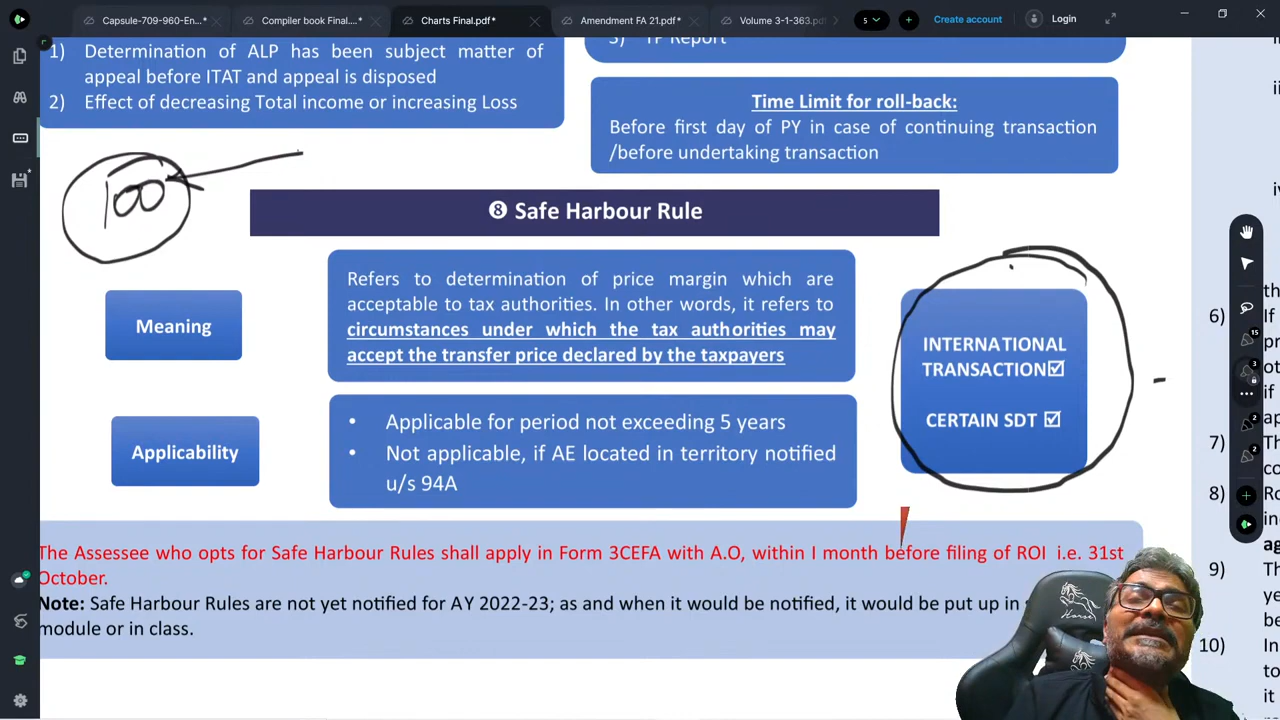 Capsule-709-960-En...*
Compiler book Final....*
Charts Final.pdf*
Amendment FA 21.pdf*
Volume 3-1-363.pdf
5
Create account
Login
1) Determination of ALP has been subject matter of
appeal before ITAT and appeal is disposed
2) Effect of decreasing Total income or increasing Loss
3) TP Report
Time Limit for roll-back:
Before first day of PY in case of continuing transaction
/before undertaking transaction
100
❽ Safe Harbour Rule
Meaning
Refers to determination of price margin which are
acceptable to tax authorities. In other words, it refers to
circumstances under which the tax authorities may
accept the transfer price declared by the taxpayers
INTERNATIONAL
TRANSACTION☑
CERTAIN SDT ☑
Applicability
• Applicable for period not exceeding 5 years
• Not applicable, if AE located in territory notified
u/s 94A
The Assessee who opts for Safe Harbour Rules shall apply in Form 3CEFA with A.O, within I month before filing of ROI i.e. 31st
October.
Note: Safe Harbour Rules are not yet notified for AY 2022-23; as and when it would be notified, it would be put up in
module or in class.
6)
If
7)
8)
9)
10)
15
3
2
2